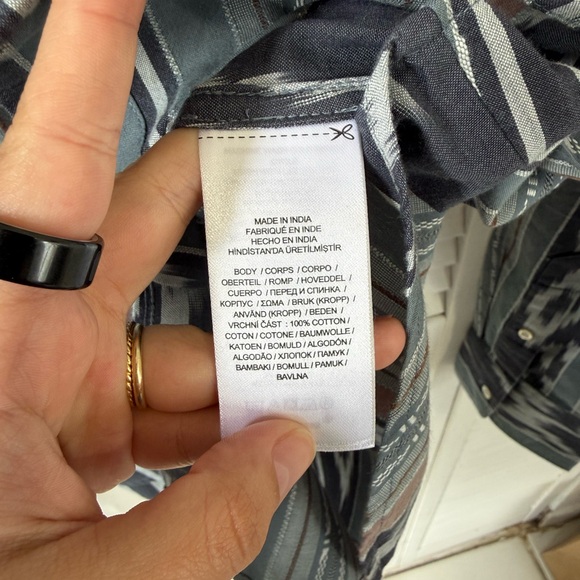 MADE IN INDIA
FABRIQUÉ EN INDE
HECHO EN INDIA
HİNDİSTAN'DA ÜRETİLMİŞTİR
BODY / CORPS / CORPO /
OBERTEIL / ROMP / HOVEDDEL /
CUERPO / ПЕРЕД И СПИНКА /
КОРПУС / ΣΩΜΑ / BRUK (KROPP) /
ANVÄND (KROPP) / BEDEN /
VRCHNÍ ČÁST : 100% COTTON /
COTON / COTONE / BAUMWOLLE /
KATOEN / BOMULD / ALGODÓN /
ALGODÃO / ХЛОПОК / ПАМУК /
BAMBAKI / BOMULL / PAMUK /
BAVLNA